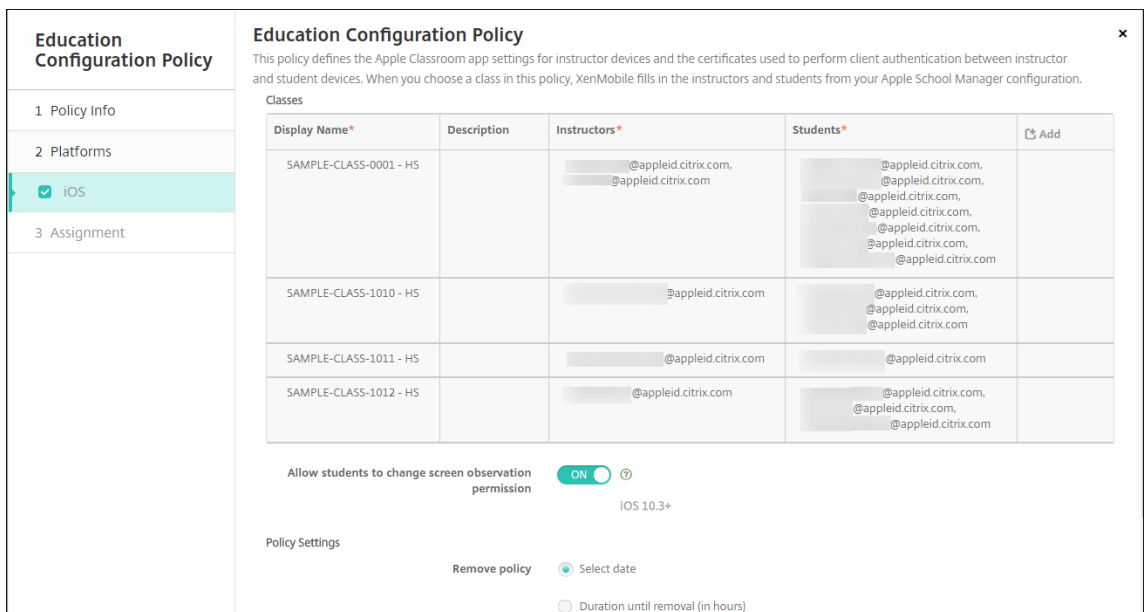 Education
Configuration Policy
1 Policy Info
2 Platforms
iOS
3 Assignment
Education Configuration Policy
×
This policy defines the Apple Classroom app settings for instructor devices and the certificates used to perform client authentication between instructor
and student devices. When you choose a class in this policy, XenMobile fills in the instructors and students from your Apple School Manager configuration.
Classes
Display Name* Description Instructors* Students* Add
SAMPLE-CLASS-0001 - HS
@appleid.citrix.com,
@appleid.citrix.com
@appleid.citrix.com,
@appleid.citrix.com,
@appleid.citrix.com,
@appleid.citrix.com,
@appleid.citrix.com,
@appleid.citrix.com,
@appleid.citrix.com
SAMPLE-CLASS-1010 - HS
@appleid.citrix.com
@appleid.citrix.com,
@appleid.citrix.com,
@appleid.citrix.com
SAMPLE-CLASS-1011 - HS
@appleid.citrix.com
@appleid.citrix.com
SAMPLE-CLASS-1012 - HS
@appleid.citrix.com
@appleid.citrix.com,
@appleid.citrix.com,
@appleid.citrix.com
Allow students to change screen observation
permission
ON ?
iOS 10.3+
Policy Settings
Remove policy
Select date
Duration until removal (in hours)